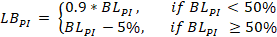 LB_PI = {0.9 * BL_PI , if BL_PI < 50%
BL_PI − 5%, if BL_PI ≥ 50%